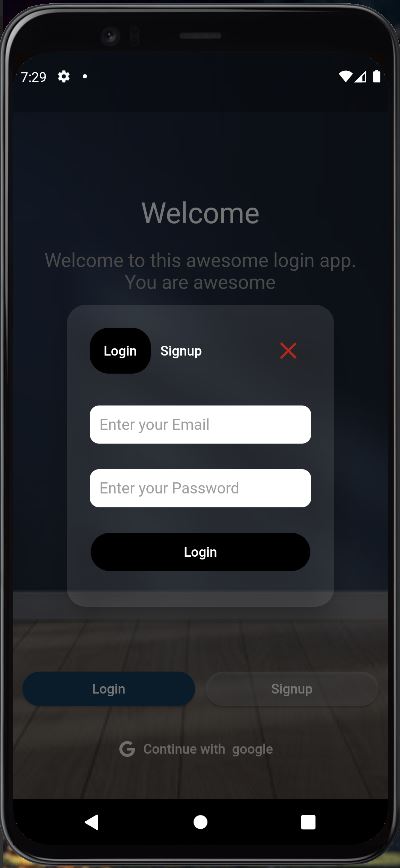 7:29
Welcome
Welcome to this awesome login app.
You are awesome
Login Signup
Enter your Email
Enter your Password
Login
Login Signup
G Continue with google